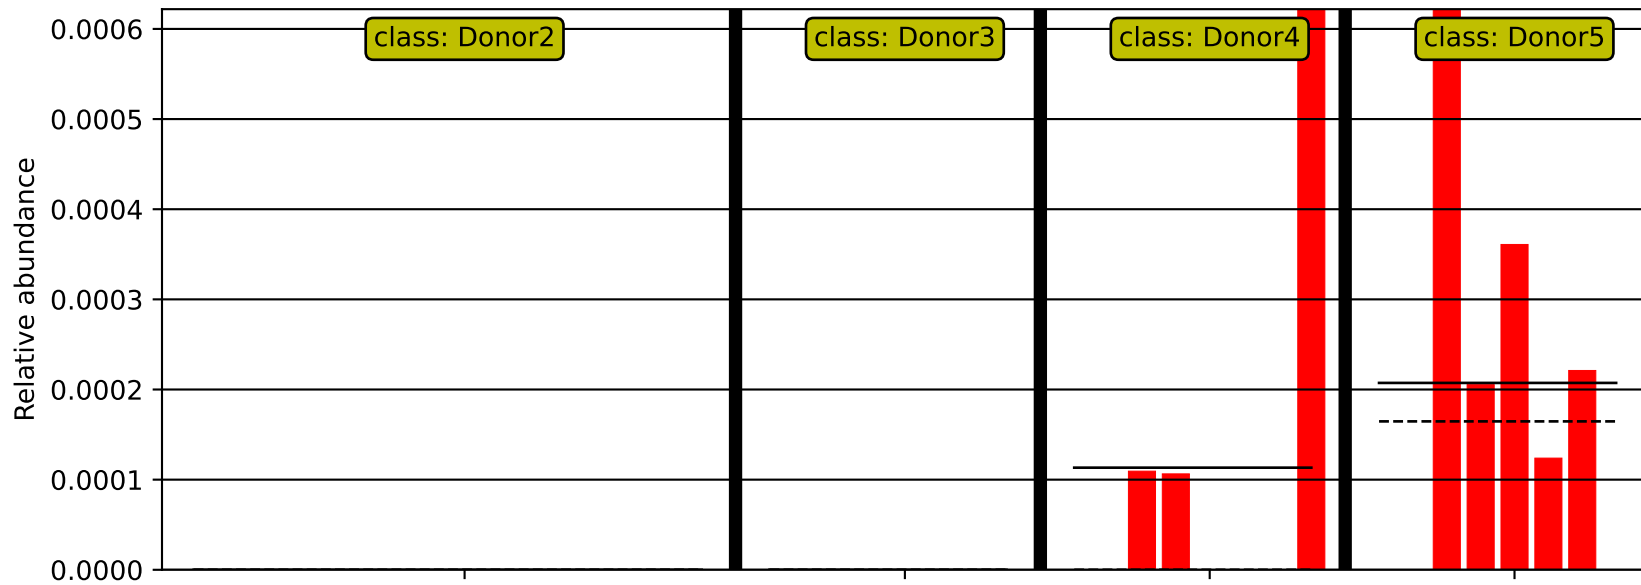 class: Donor2
class: Donor3
class: Donor4
class: Donor5
Relative abundance
0.0006
0.0005
0.0004
0.0003
0.0002
0.0001
0.0000